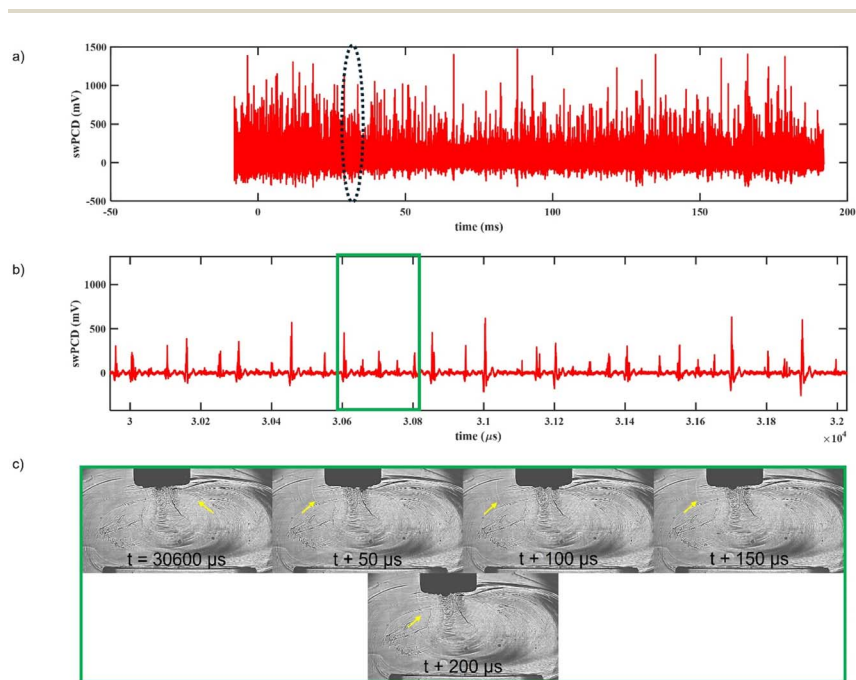 a)
1500
1000
500
0
-500
swPCD (mV)
-50 0 50 100 150 200
time (ms)
b)
1000
500
0
swPCD (mV)
3 3.02 3.04 3.06 3.08 3.1 3.12 3.14 3.16 3.18 3.2
time (μs)
×10⁴
c)
t = 30600 μs t + 50 μs t + 100 μs t + 150 μs
t + 200 μs